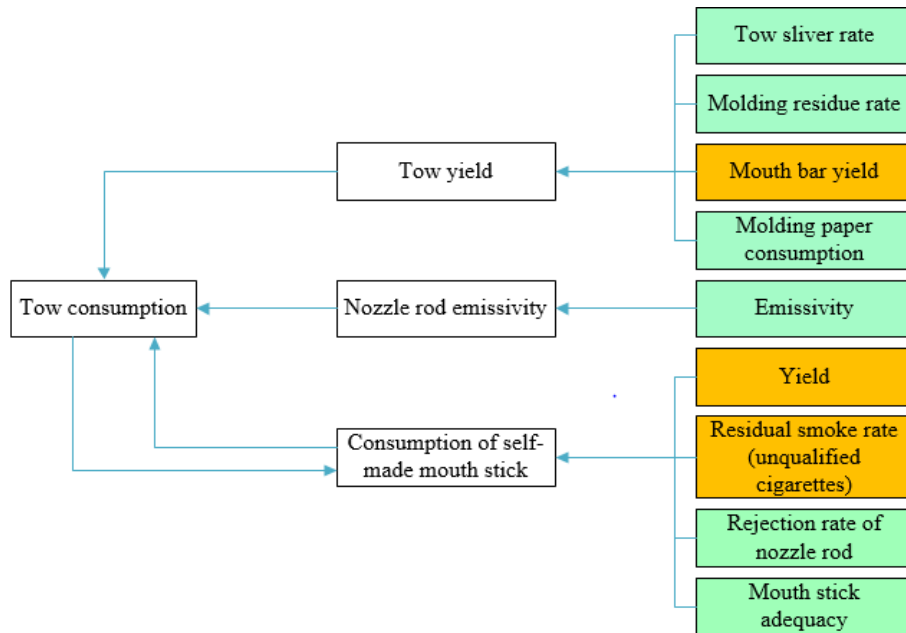 Tow sliver rate
Molding residue rate
Tow yield
Mouth bar yield
Molding paper
consumption
Tow consumption
Nozzle rod emissivity
Emissivity
Yield
Consumption of self-
made mouth stick
Residual smoke rate
(unqualified
cigarettes)
Rejection rate of
nozzle rod
Mouth stick
adequacy